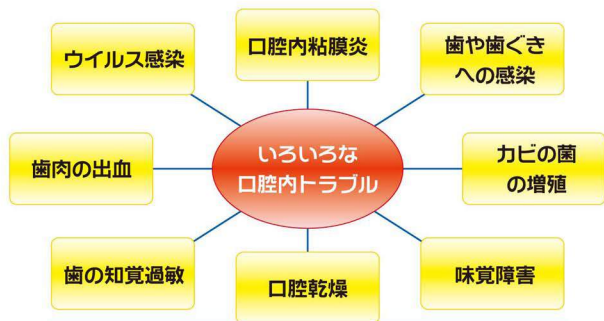 ウイルス感染
口腔内粘膜炎
歯や歯ぐき
への感染
歯肉の出血
いろいろな
口腔内トラブル
カビの菌
の増殖
歯の知覚過敏
口腔乾燥
味覚障害